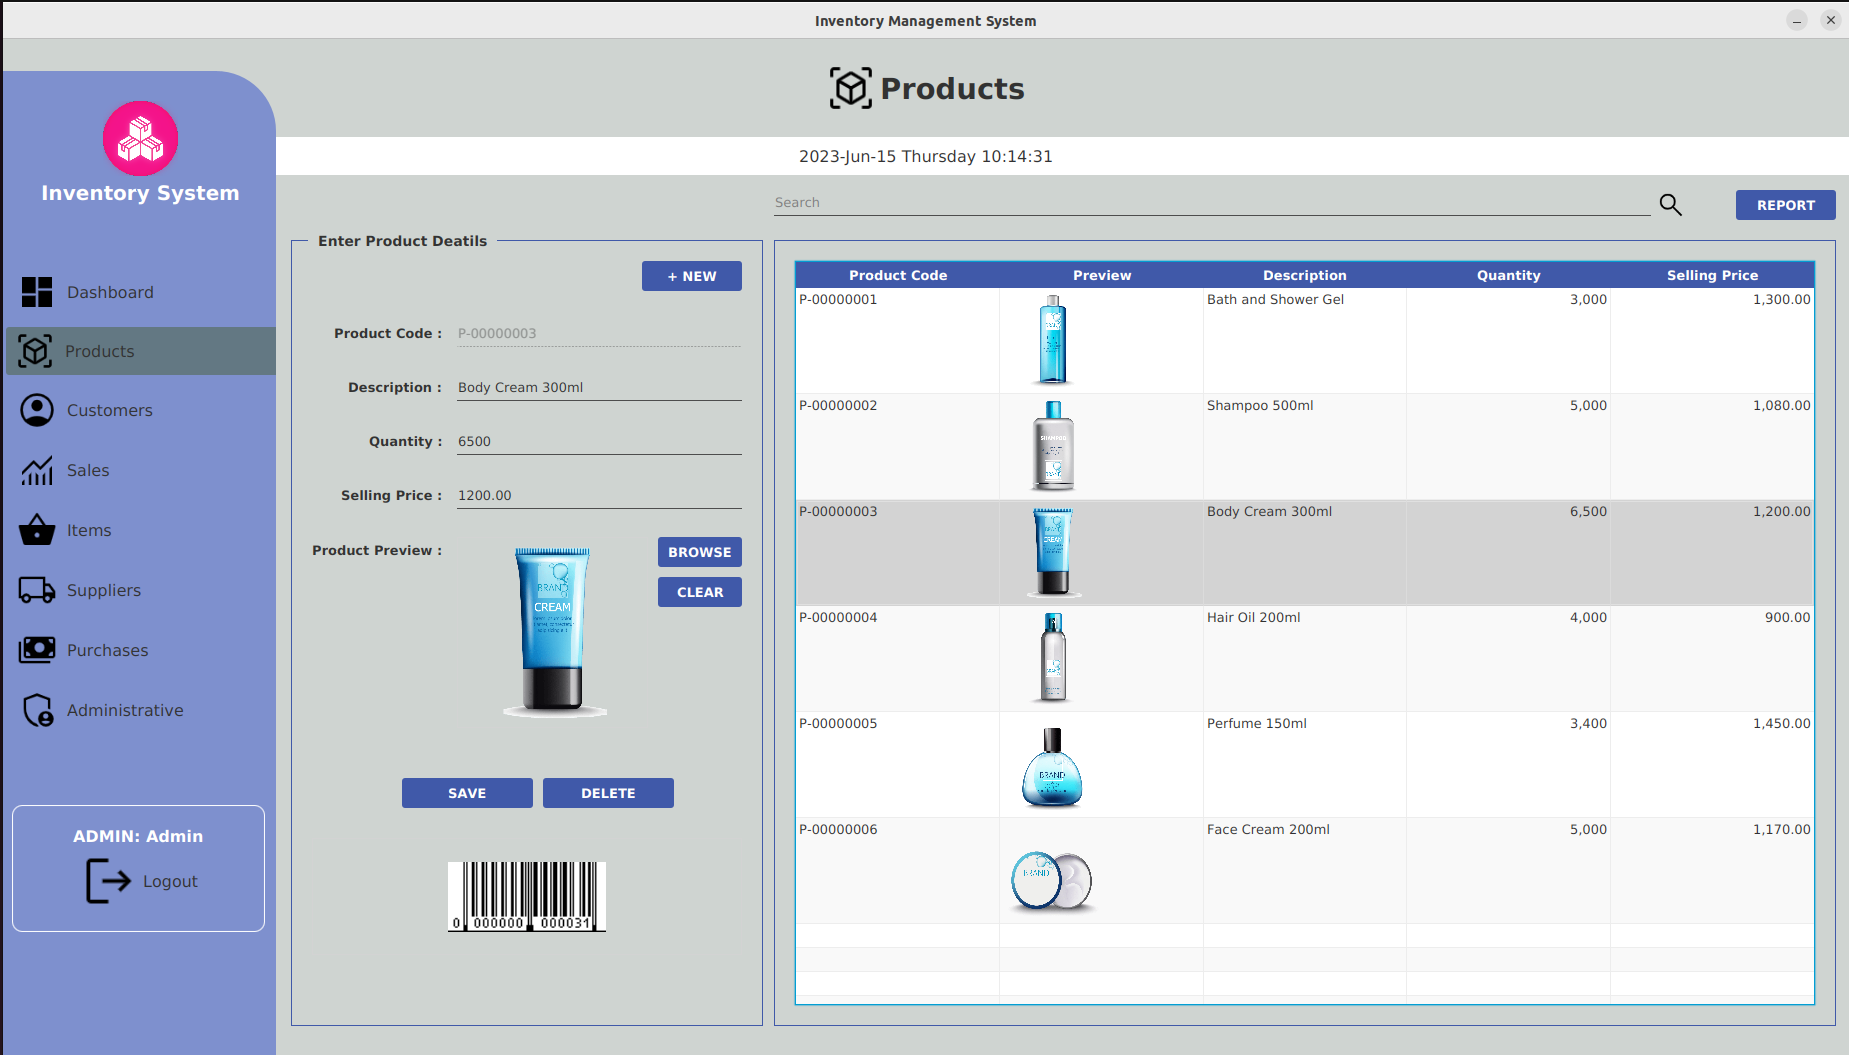 Inventory Management System
Products
2023-Jun-15 Thursday 10:14:31
Inventory System
Dashboard
Products
Customers
Sales
Items
Suppliers
Purchases
Administrative
ADMIN: Admin
Logout
Search
REPORT
Enter Product Deatils
+ NEW
Product Code : P-00000003
Description : Body Cream 300ml
Quantity : 6500
Selling Price : 1200.00
Product Preview :
BROWSE
CLEAR
BRAND
CREAM
SAVE DELETE
0 000000 000031
Product Code Preview Description Quantity Selling Price
P-00000001 Bath and Shower Gel 3,000 1,300.00
P-00000002 Shampoo 500ml 5,000 1,080.00
SHAMPOO
BRAND
P-00000003 Body Cream 300ml 6,500 1,200.00
BRAND
CREAM
P-00000004 Hair Oil 200ml 4,000 900.00
P-00000005 Perfume 150ml 3,400 1,450.00
BRAND
P-00000006 Face Cream 200ml 5,000 1,170.00
BRAND